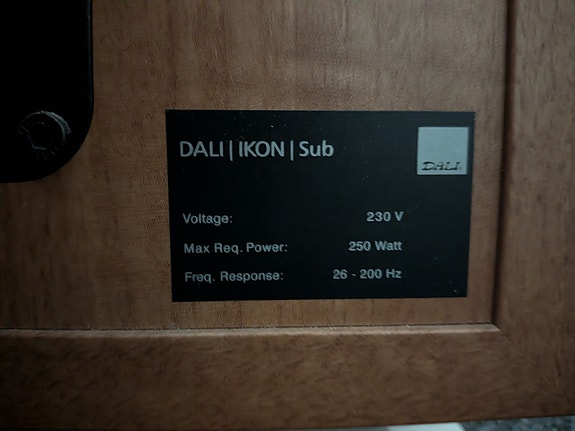 DALI | IKON | Sub
DALI
Voltage: 230 V
Max Req. Power: 250 Watt
Freq. Response: 26 - 200 Hz